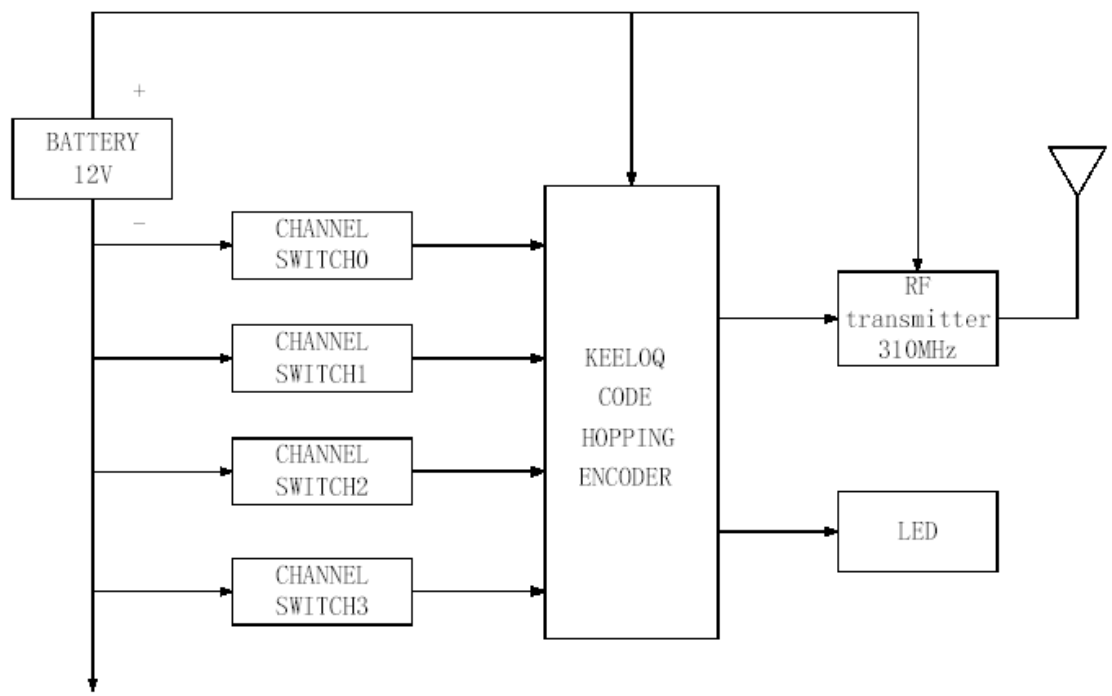 +
BATTERY
12V
-
CHANNEL
SWITCH0
CHANNEL
SWITCH1
CHANNEL
SWITCH2
CHANNEL
SWITCH3
KEELOQ
CODE
HOPPING
ENCODER
RF
transmitter
310MHz
LED